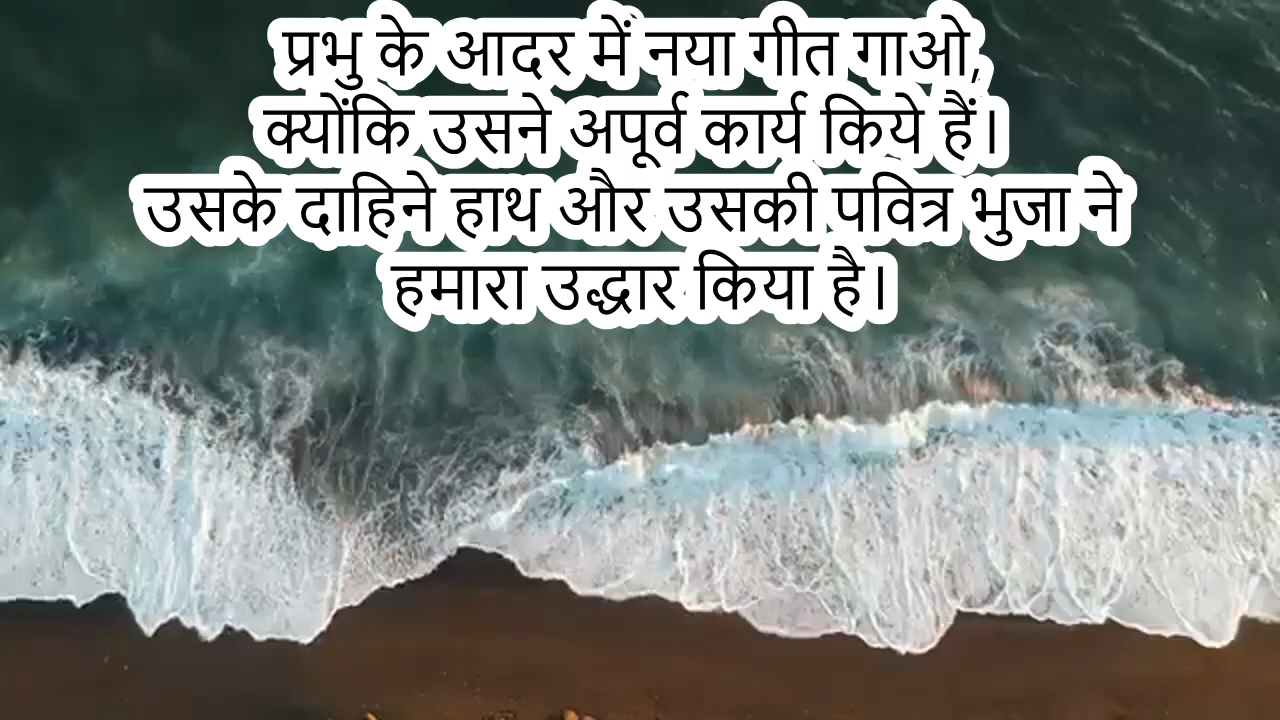 प्रभु के आदर में नया गीत गाओ,
क्योंकि उसने अपूर्व कार्य किये हैं।
उसके दाहिने हाथ और उसकी पवित्र भुजा ने
हमारा उद्धार किया है।